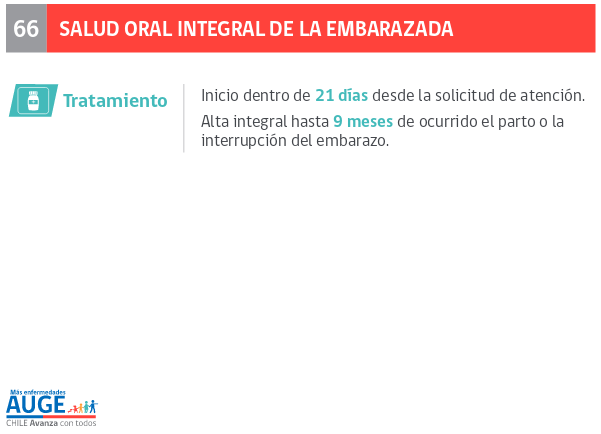 66
SALUD ORAL INTEGRAL DE LA EMBARAZADA
Tratamiento
Inicio dentro de 21 días desde la solicitud de atención.
Alta integral hasta 9 meses de ocurrido el parto o la
interrupción del embarazo.
Más enfermedades
AUGE
CHILE Avanza con todos